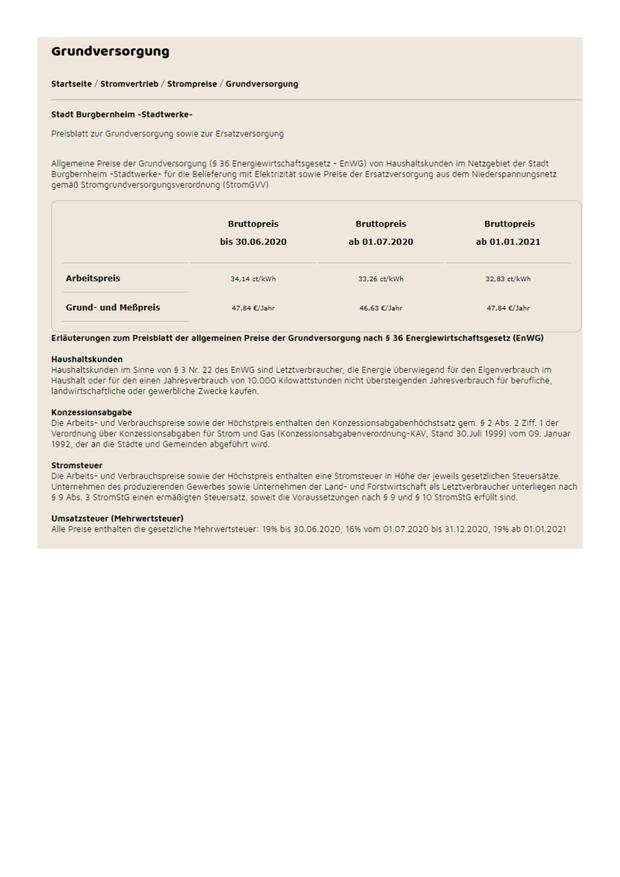 Grundversorgung
Startseite / Stromvertrieb / Strompreise / Grundversorgung
Stadt Burgbernheim -Stadtwerke-
Preisblatt zur Grundversorgung sowie zur Ersatzversorgung
Allgemeine Preise der Grundversorgung (§ 36 Energiewirtschaftsgesetz - EnWG) von Haushaltskunden im Netzgebiet der Stadt
Burgbernheim -Stadtwerke- für die Belieferung mit Elektrizität sowie Preise der Ersatzversorgung aus dem Niederspannungsnetz
gemäß Stromgrundversorgungsverordnung (StromGVV)
Bruttopreis Bruttopreis Bruttopreis
bis 30.06.2020 ab 01.07.2020 ab 01.01.2021
Arbeitspreis 34,14 ct/kWh 33,26 ct/kWh 32,83 ct/kWh
Grund- und Meßpreis 47,84 €/Jahr 46,63 €/Jahr 47,84 €/Jahr
Erläuterungen zum Preisblatt der allgemeinen Preise der Grundversorgung nach § 36 Energiewirtschaftsgesetz (EnWG)
Haushaltskunden
Haushaltskunden im Sinne von § 3 Nr. 22 des EnWG sind Letztverbraucher, die Energie überwiegend für den Eigenverbrauch im
Haushalt oder für den einen Jahresverbrauch von 10.000 Kilowattstunden nicht übersteigenden Jahresverbrauch für berufliche,
landwirtschaftliche oder gewerbliche Zwecke kaufen.
Konzessionsabgabe
Die Arbeits- und Verbrauchspreise sowie der Höchstpreis enthalten den Konzessionsabgabenhöchstsatz gem. § 2 Abs. 2 Ziff. 1 der
Verordnung über Konzessionsabgaben für Strom und Gas (Konzessionsabgabenverordnung-KAV, Stand 30.Juli 1999) vom 09. Januar
1992, der an die Städte und Gemeinden abgeführt wird.
Stromsteuer
Die Arbeits- und Verbrauchspreise sowie der Höchstpreis enthalten eine Stromsteuer in Höhe der jeweils gesetzlichen Steuersätze.
Unternehmen des produzierenden Gewerbes sowie Unternehmen der Land- und Forstwirtschaft als Letztverbraucher unterliegen nach
§ 9 Abs. 3 StromStG einen ermäßigten Steuersatz, soweit die Voraussetzungen nach § 9 und § 10 StromStG erfüllt sind.
Umsatzsteuer (Mehrwertsteuer)
Alle Preise enthalten die gesetzliche Mehrwertsteuer: 19% bis 30.06.2020, 16% vom 01.07.2020 bis 31.12.2020, 19% ab 01.01.2021